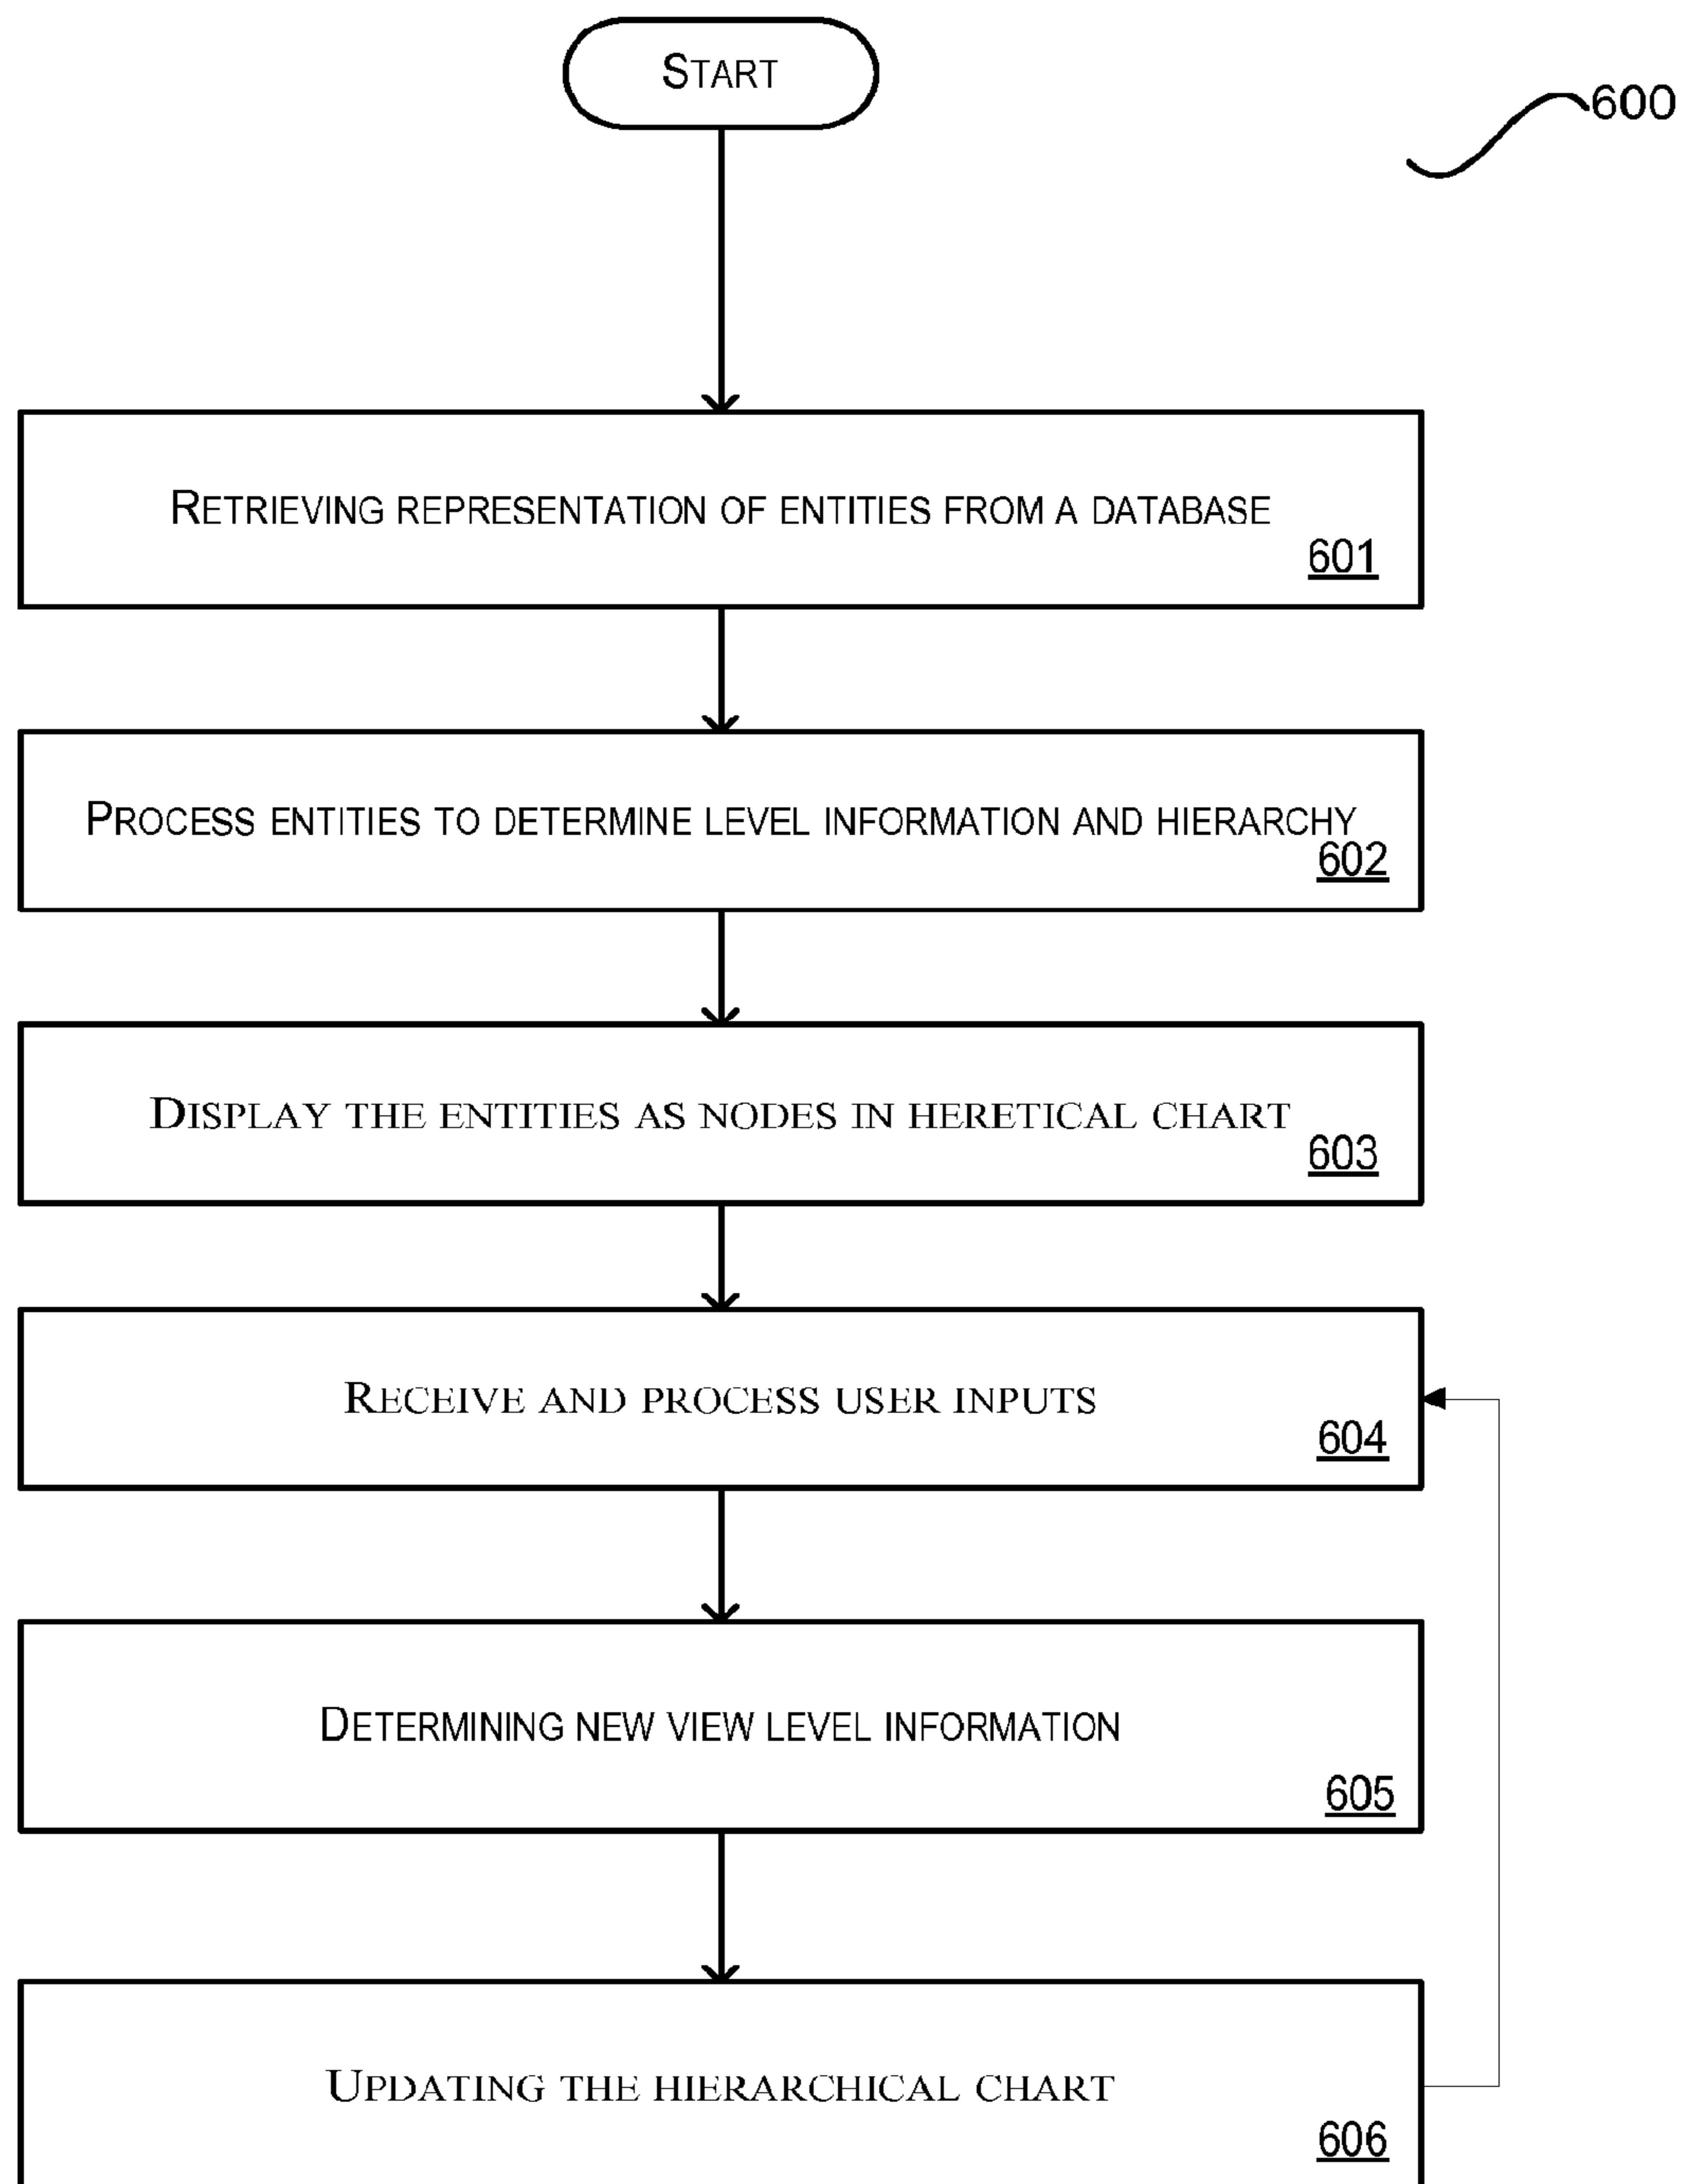 START
600
RETRIEVING REPRESENTATION OF ENTITIES FROM A DATABASE
601
PROCESS ENTITIES TO DETERMINE LEVEL INFORMATION AND HIERARCHY
602
DISPLAY THE ENTITIES AS NODES IN HERETICAL CHART
603
RECEIVE AND PROCESS USER INPUTS
604
DETERMINING NEW VIEW LEVEL INFORMATION
605
UPDATING THE HIERARCHICAL CHART
606